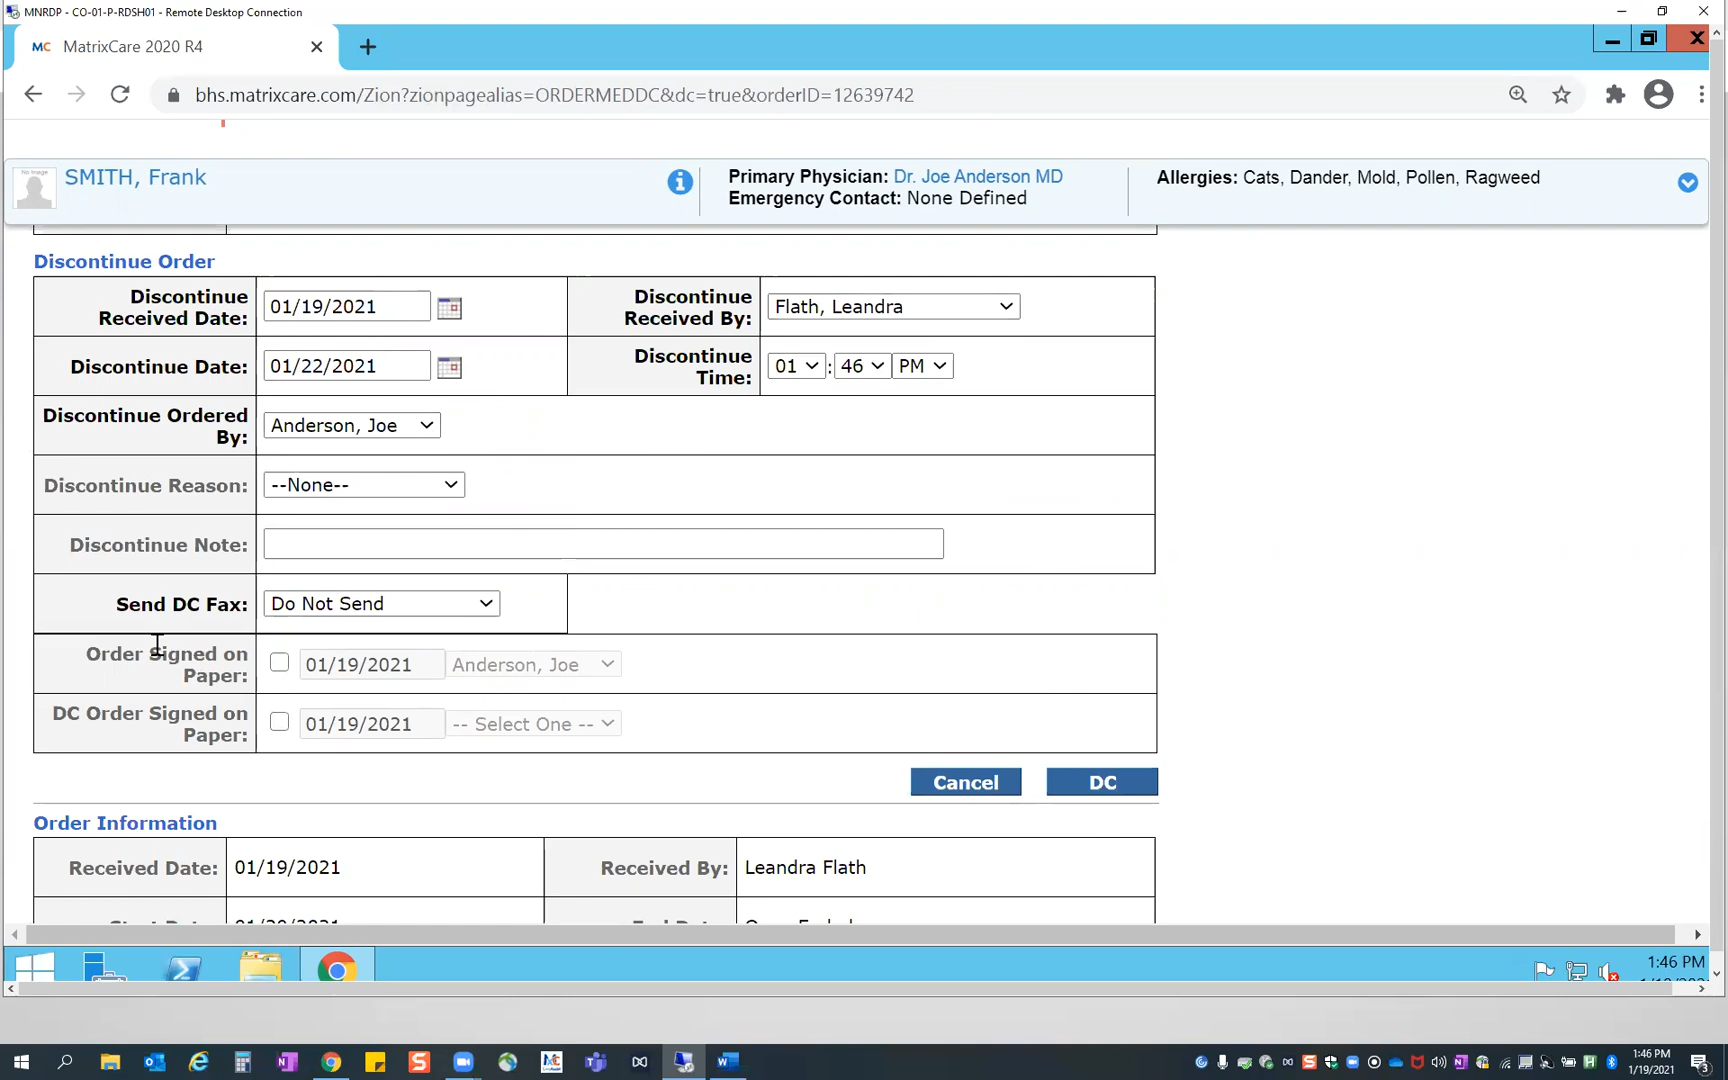 MNRDP - CO-01-P-RDSH01 - Remote Desktop Connection
MC MatrixCare 2020 R4
bhs.matrixcare.com/Zion?zionpagealias=ORDERMEDDC&dc=true&orderID=12639742
No Image
SMITH, Frank
Primary Physician: Dr. Joe Anderson MD
Emergency Contact: None Defined
Allergies: Cats, Dander, Mold, Pollen, Ragweed
Discontinue Order
Discontinue Received Date: 01/19/2021
Discontinue Received By: Flath, Leandra
Discontinue Date: 01/22/2021
Discontinue Time: 01 : 46 PM
Discontinue Ordered By: Anderson, Joe
Discontinue Reason: --None--
Discontinue Note:
Send DC Fax: Do Not Send
Order Signed on Paper: 01/19/2021 Anderson, Joe
DC Order Signed on Paper: 01/19/2021 -- Select One --
Cancel DC
Order Information
Received Date: 01/19/2021 Received By: Leandra Flath
1:46 PM
1:46 PM
1/19/2021